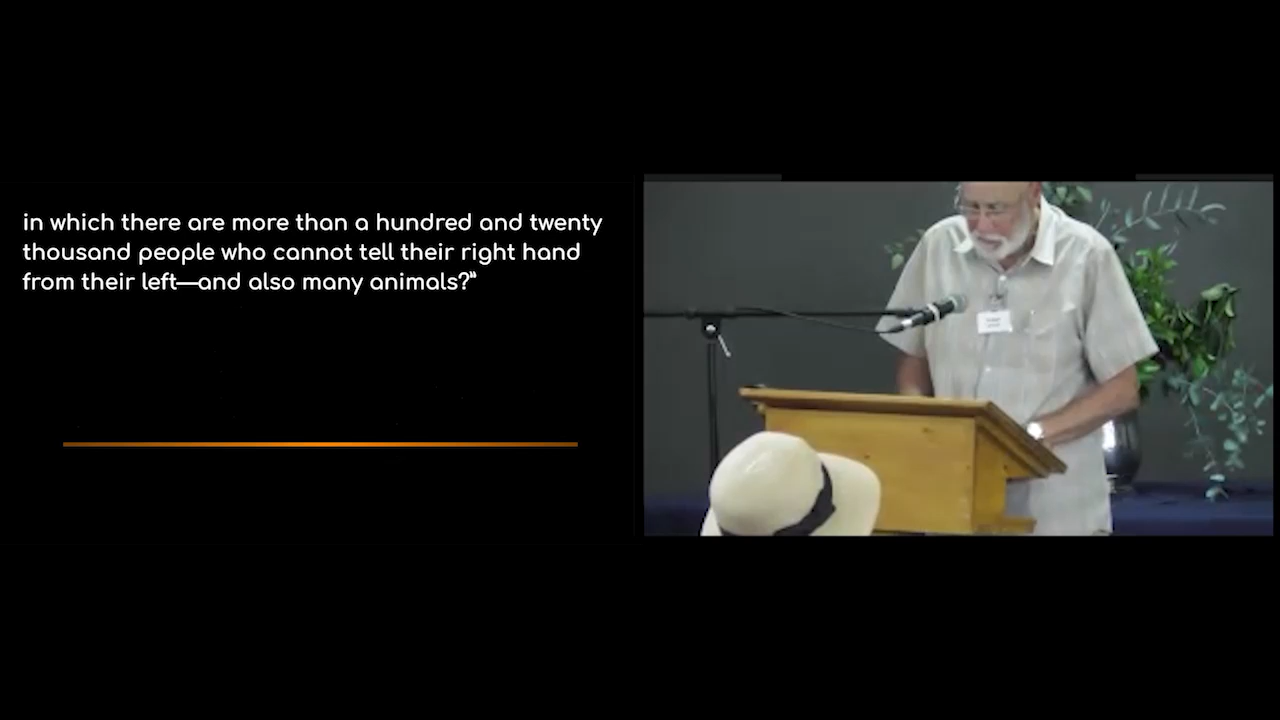 in which there are more than a hundred and twenty
thousand people who cannot tell their right hand
from their left—and also many animals?”